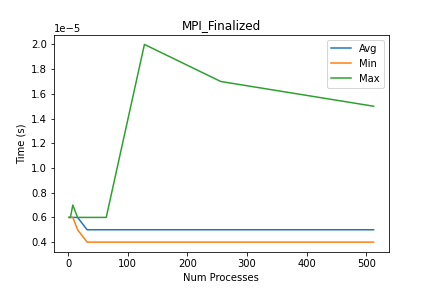 MPI_Finalized
1e−5
Avg
Min
Max
2.0
1.8
1.6
1.4
1.2
1.0
0.8
0.6
0.4
Time (s)
0
100
200
300
400
500
Num Processes